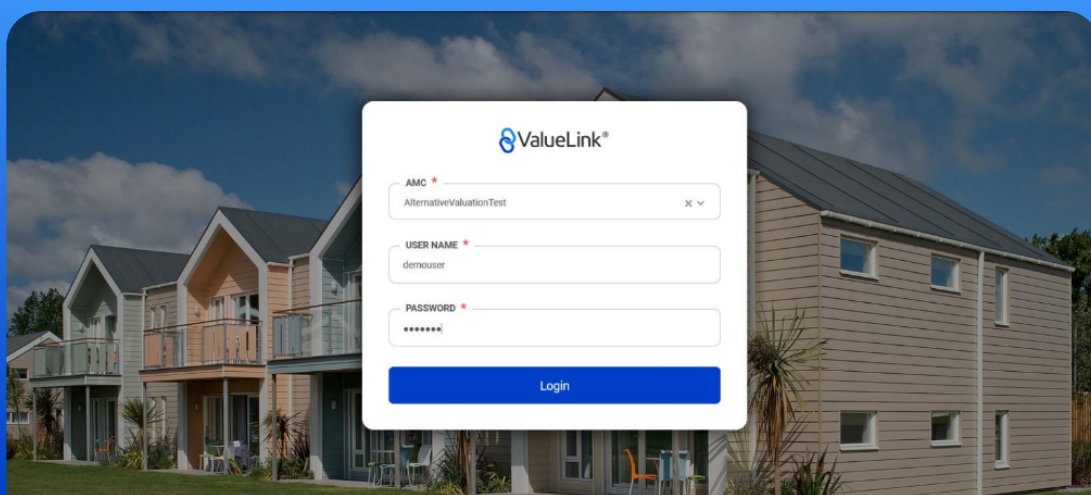 ValueLink®
AMC *
AlternativeValuationTest
USER NAME *
demouser
PASSWORD *
•••••••
Login